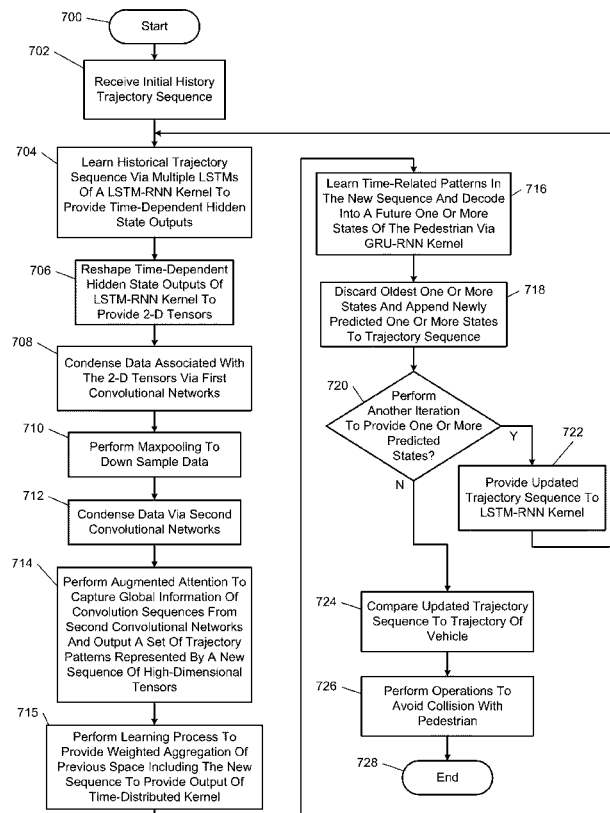 700
Start
702
Receive Initial History
Trajectory Sequence
704
Learn Historical Trajectory
Sequence Via Multiple LSTMs
Of A LSTM-RNN Kernel To
Provide Time-Dependent Hidden
State Outputs
706
Reshape Time-Dependent
Hidden State Outputs Of
LSTM-RNN Kernel To
Provide 2-D Tensors
708
Condense Data Associated With
The 2-D Tensors Via First
Convolutional Networks
710
Perform Maxpooling To
Down Sample Data
712
Condense Data Via Second
Convolutional Networks
714
Perform Augmented Attention To
Capture Global Information Of
Convolution Sequences From
Second Convolutional Networks
And Output A Set Of Trajectory
Patterns Represented By A New
Sequence Of High-Dimensional
Tensors
715
Perform Learning Process To
Provide Weighted Aggregation Of
Previous Space Including The New
Sequence To Provide Output Of
Time-Distributed Kernel
716
Learn Time-Related Patterns In
The New Sequence And Decode
Into A Future One Or More
States Of The Pedestrian Via
GRU-RNN Kernel
718
Discard Oldest One Or More
States And Append Newly
Predicted One Or More States
To Trajectory Sequence
720
Perform
Another Iteration
To Provide One Or More
Predicted
States?
Y
N
722
Provide Updated
Trajectory Sequence To
LSTM-RNN Kernel
724
Compare Updated Trajectory
Sequence To Trajectory Of
Vehicle
726
Perform Operations To
Avoid Collision With
Pedestrian
728
End